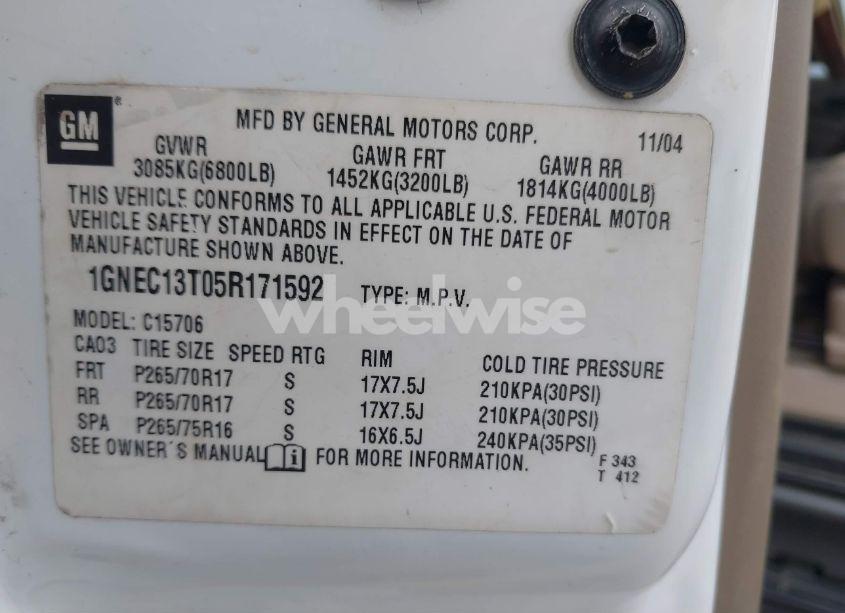 GM®
MFD BY GENERAL MOTORS CORP. 11/04
GVWR GAWR FRT GAWR RR
3085KG(6800LB) 1452KG(3200LB) 1814KG(4000LB)
THIS VEHICLE CONFORMS TO ALL APPLICABLE U.S. FEDERAL MOTOR
VEHICLE SAFETY STANDARDS IN EFFECT ON THE DATE OF
MANUFACTURE SHOWN ABOVE.
1GNEC13T05R171592 TYPE: M.P.V.
wheelwise
MODEL: C15706
CA03 TIRE SIZE SPEED RTG RIM COLD TIRE PRESSURE
FRT P265/70R17 S 17X7.5J 210KPA(30PSI)
RR P265/70R17 S 17X7.5J 210KPA(30PSI)
SPA P265/75R16 S 16X6.5J 240KPA(35PSI)
SEE OWNER´S MANUAL i FOR MORE INFORMATION.
F 343
T 412